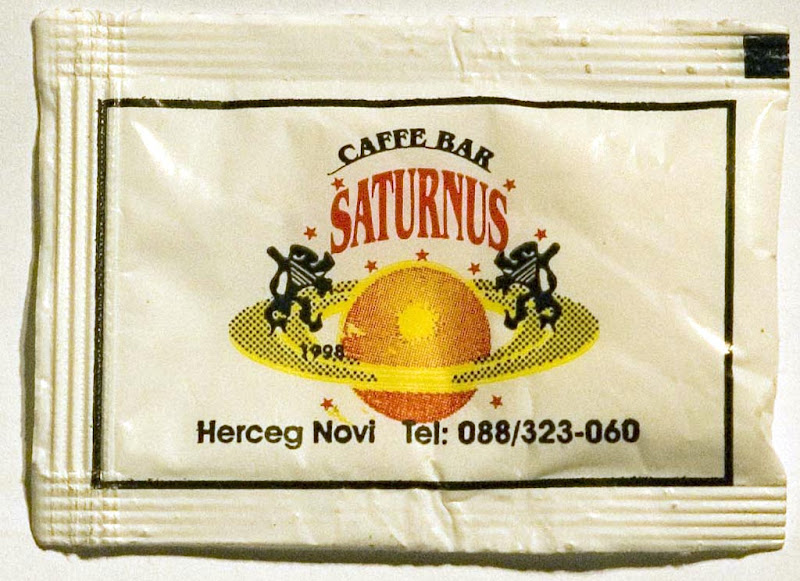 CAFFE BAR
SATURNUS
1998
Herceg Novi Tel: 088/323-060